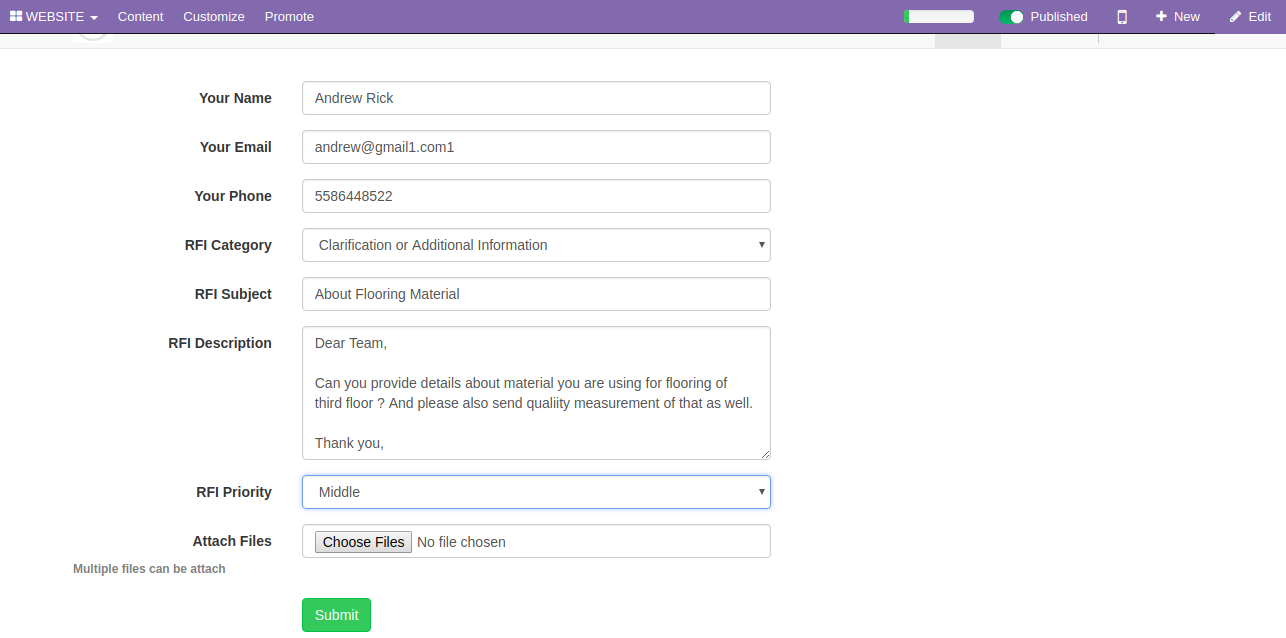 WEBSITE Content Customize Promote Published New Edit
Your Name Andrew Rick
Your Email andrew@gmail1.com1
Your Phone 5586448522
RFI Category Clarification or Additional Information
RFI Subject About Flooring Material
RFI Description Dear Team,
Can you provide details about material you are using for flooring of
third floor ? And please also send qualiity measurement of that as well.
Thank you,
RFI Priority Middle
Attach Files Choose Files No file chosen
Multiple files can be attach
Submit